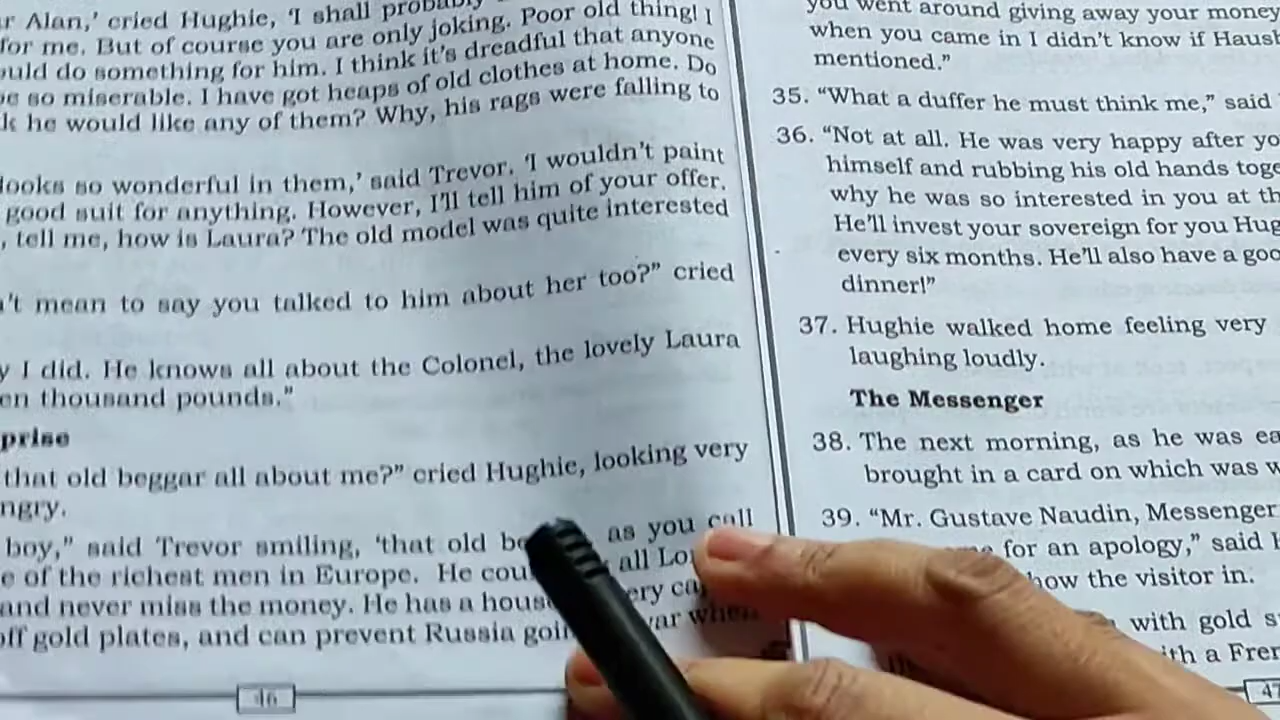 r Alan,' cried Hughie, 'I shall probably
for me. But of course you are only joking. Poor old thing! I
ould do something for him. I think it's dreadful that anyone
be so miserable. I have got heaps of old clothes at home. Do
k he would like any of them? Why, his rags were falling to
looks so wonderful in them,' said Trevor. 'I wouldn't paint
good suit for anything. However, I'll tell him of your offer.
, tell me, how is Laura? The old model was quite interested
't mean to say you talked to him about her too?" cried
y I did. He knows all about the Colonel, the lovely Laura
en thousand pounds."
prise
that old beggar all about me?" cried Hughie, looking very
ngry.
boy," said Trevor smiling, 'that old be as you call
e of the richest men in Europe. He cou all Lo
and never miss the money. He has a house ery ca
off gold plates, and can prevent Russia goi ar when
46
you went around giving away your money
when you came in I didn't know if Haus
mentioned."
35. "What a duffer he must think me," said
36. "Not at all. He was very happy after yo
himself and rubbing his old hands toge
why he was so interested in you at th
He'll invest your sovereign for you Hug
every six months. He'll also have a goo
dinner!"
37. Hughie walked home feeling very
laughing loudly.
The Messenger
38. The next morning, as he was ea
brought in a card on which was w
39. "Mr. Gustave Naudin, Messenger
for an apology," said H
how the visitor in.
with gold s
ith a Fren
47